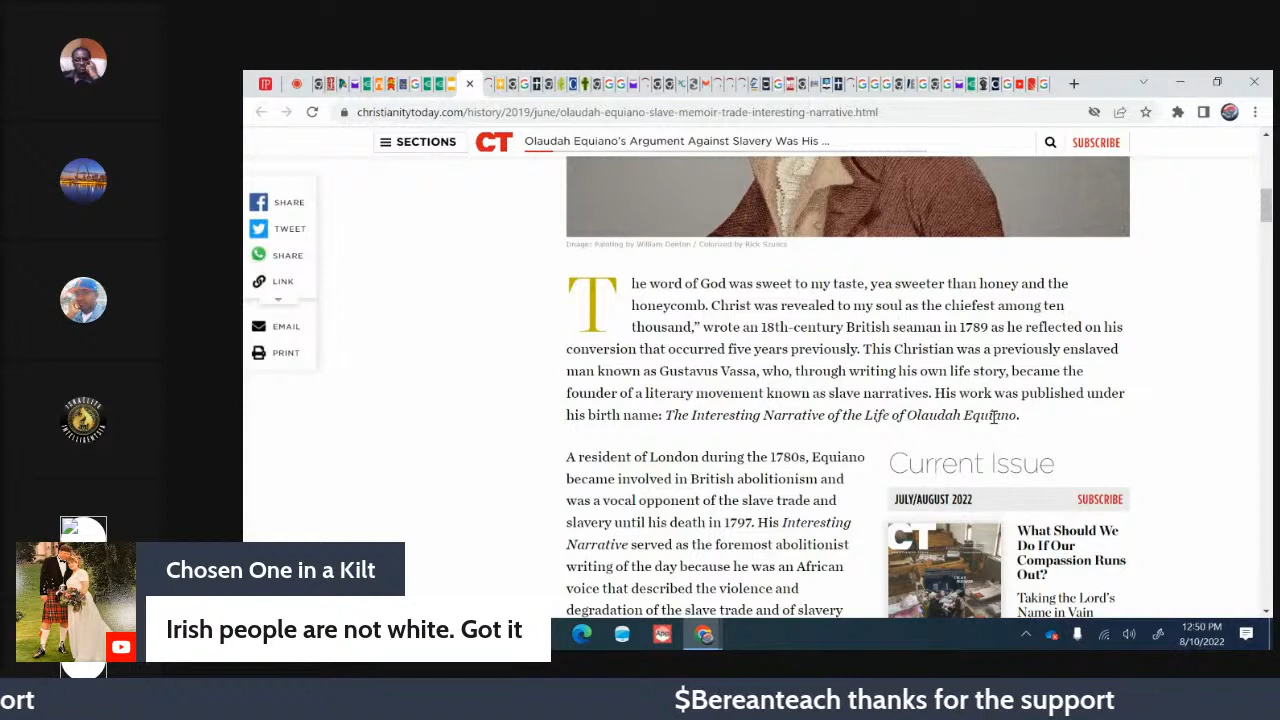 christianitytoday.com/history/2019/june/olaudah-equiano-slave-memoir-trade-interesting-narrative.html
SECTIONS
CT
Olaudah Equiano's Argument Against Slavery Was His ...
SUBSCRIBE
SHARE
TWEET
SHARE
LINK
EMAIL
PRINT
Image: Painting by William Denton / Colorized by Rick Szuecs
The word of God was sweet to my taste, yea sweeter than honey and the
honeycomb. Christ was revealed to my soul as the chiefest among ten
thousand,” wrote an 18th-century British seaman in 1789 as he reflected on his
conversion that occurred five years previously. This Christian was a previously enslaved
man known as Gustavus Vassa, who, through writing his own life story, became the
founder of a literary movement known as slave narratives. His work was published under
his birth name: The Interesting Narrative of the Life of Olaudah Equiano.
A resident of London during the 1780s, Equiano
became involved in British abolitionism and
was a vocal opponent of the slave trade and
slavery until his death in 1797. His Interesting
Narrative served as the foremost abolitionist
writing of the day because he was an African
voice that described the violence and
degradation of the slave trade and of slavery
Current Issue
JULY/AUGUST 2022
SUBSCRIBE
CT
What Should We
Do If Our
Compassion Runs
Out?
Taking the Lord's
Name in Vain
ISRAELITE
Chosen One in a Kilt
Irish people are not white. Got it
App
12:50 PM
8/10/2022
ort
$Bereanteach thanks for the support